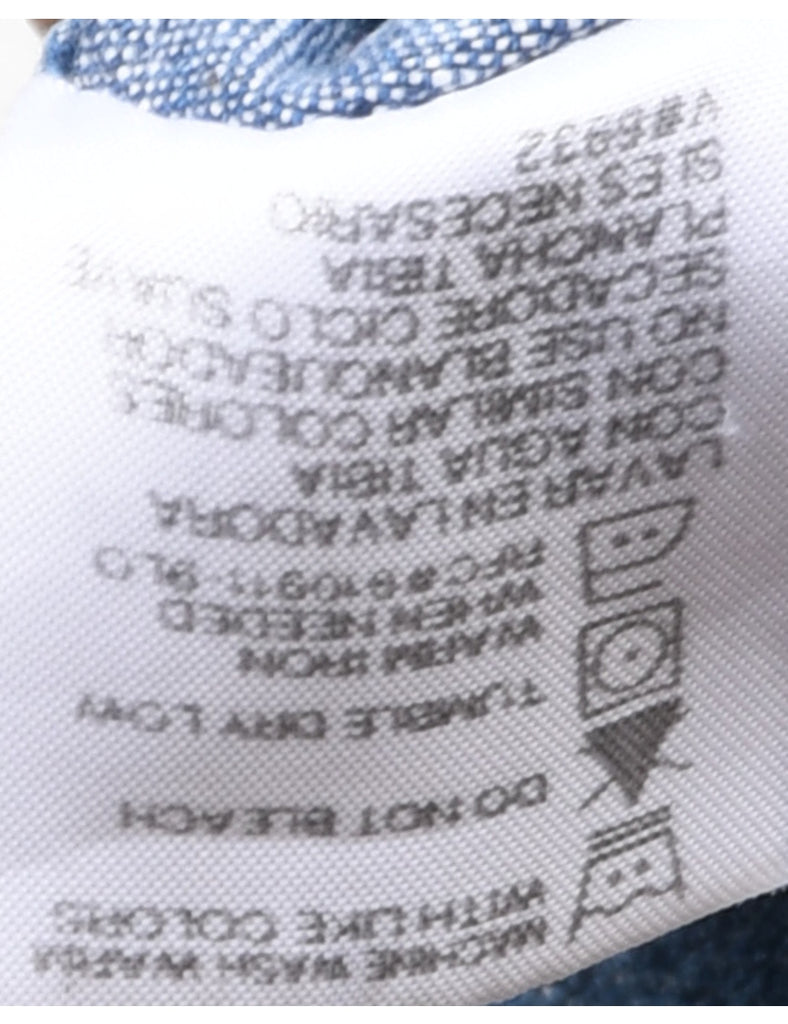 MACHINE WASH WARM
WITH LIKE COLORS
DO NOT BLEACH
TUMBLE DRY LOW
WARM IRON
WHEN NEEDED
LAVAR EN LAVADORA
CON AGUA TIBIA
CON SIMILAR COLORES
NO USE BLANQUEADOR
SECADORE CICLO SUAVE
PLANCHA TIBIA
SI ES NECESARIO